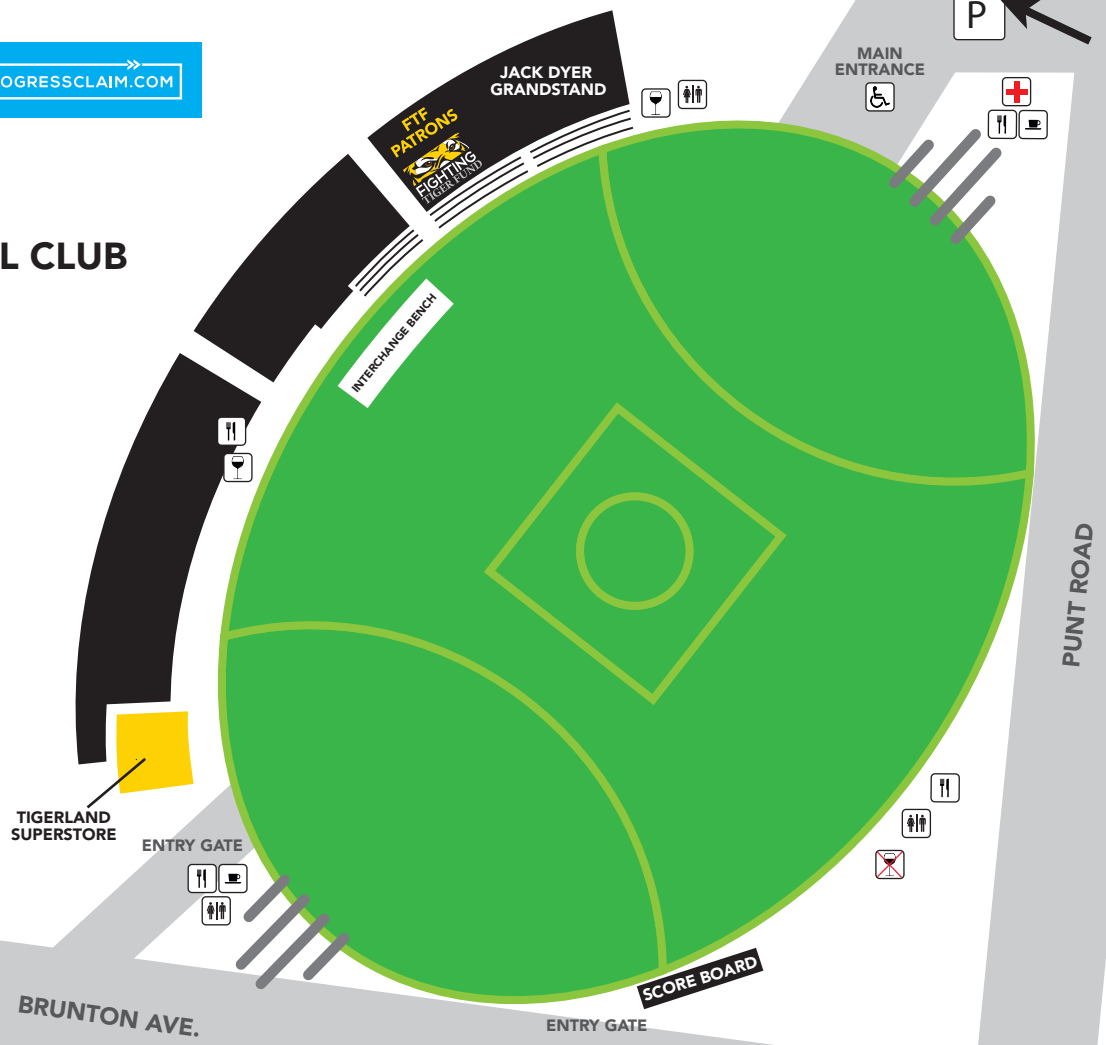 P
OGRESSCLAIM.COM
MAIN
ENTRANCE
JACK DYER
GRANDSTAND
FTF
PATRONS
FIGHTING
TIGER FUND
L CLUB
INTERCHANGE BENCH
PUNT ROAD
TIGERLAND
SUPERSTORE
ENTRY GATE
SCORE BOARD
BRUNTON AVE.
ENTRY GATE